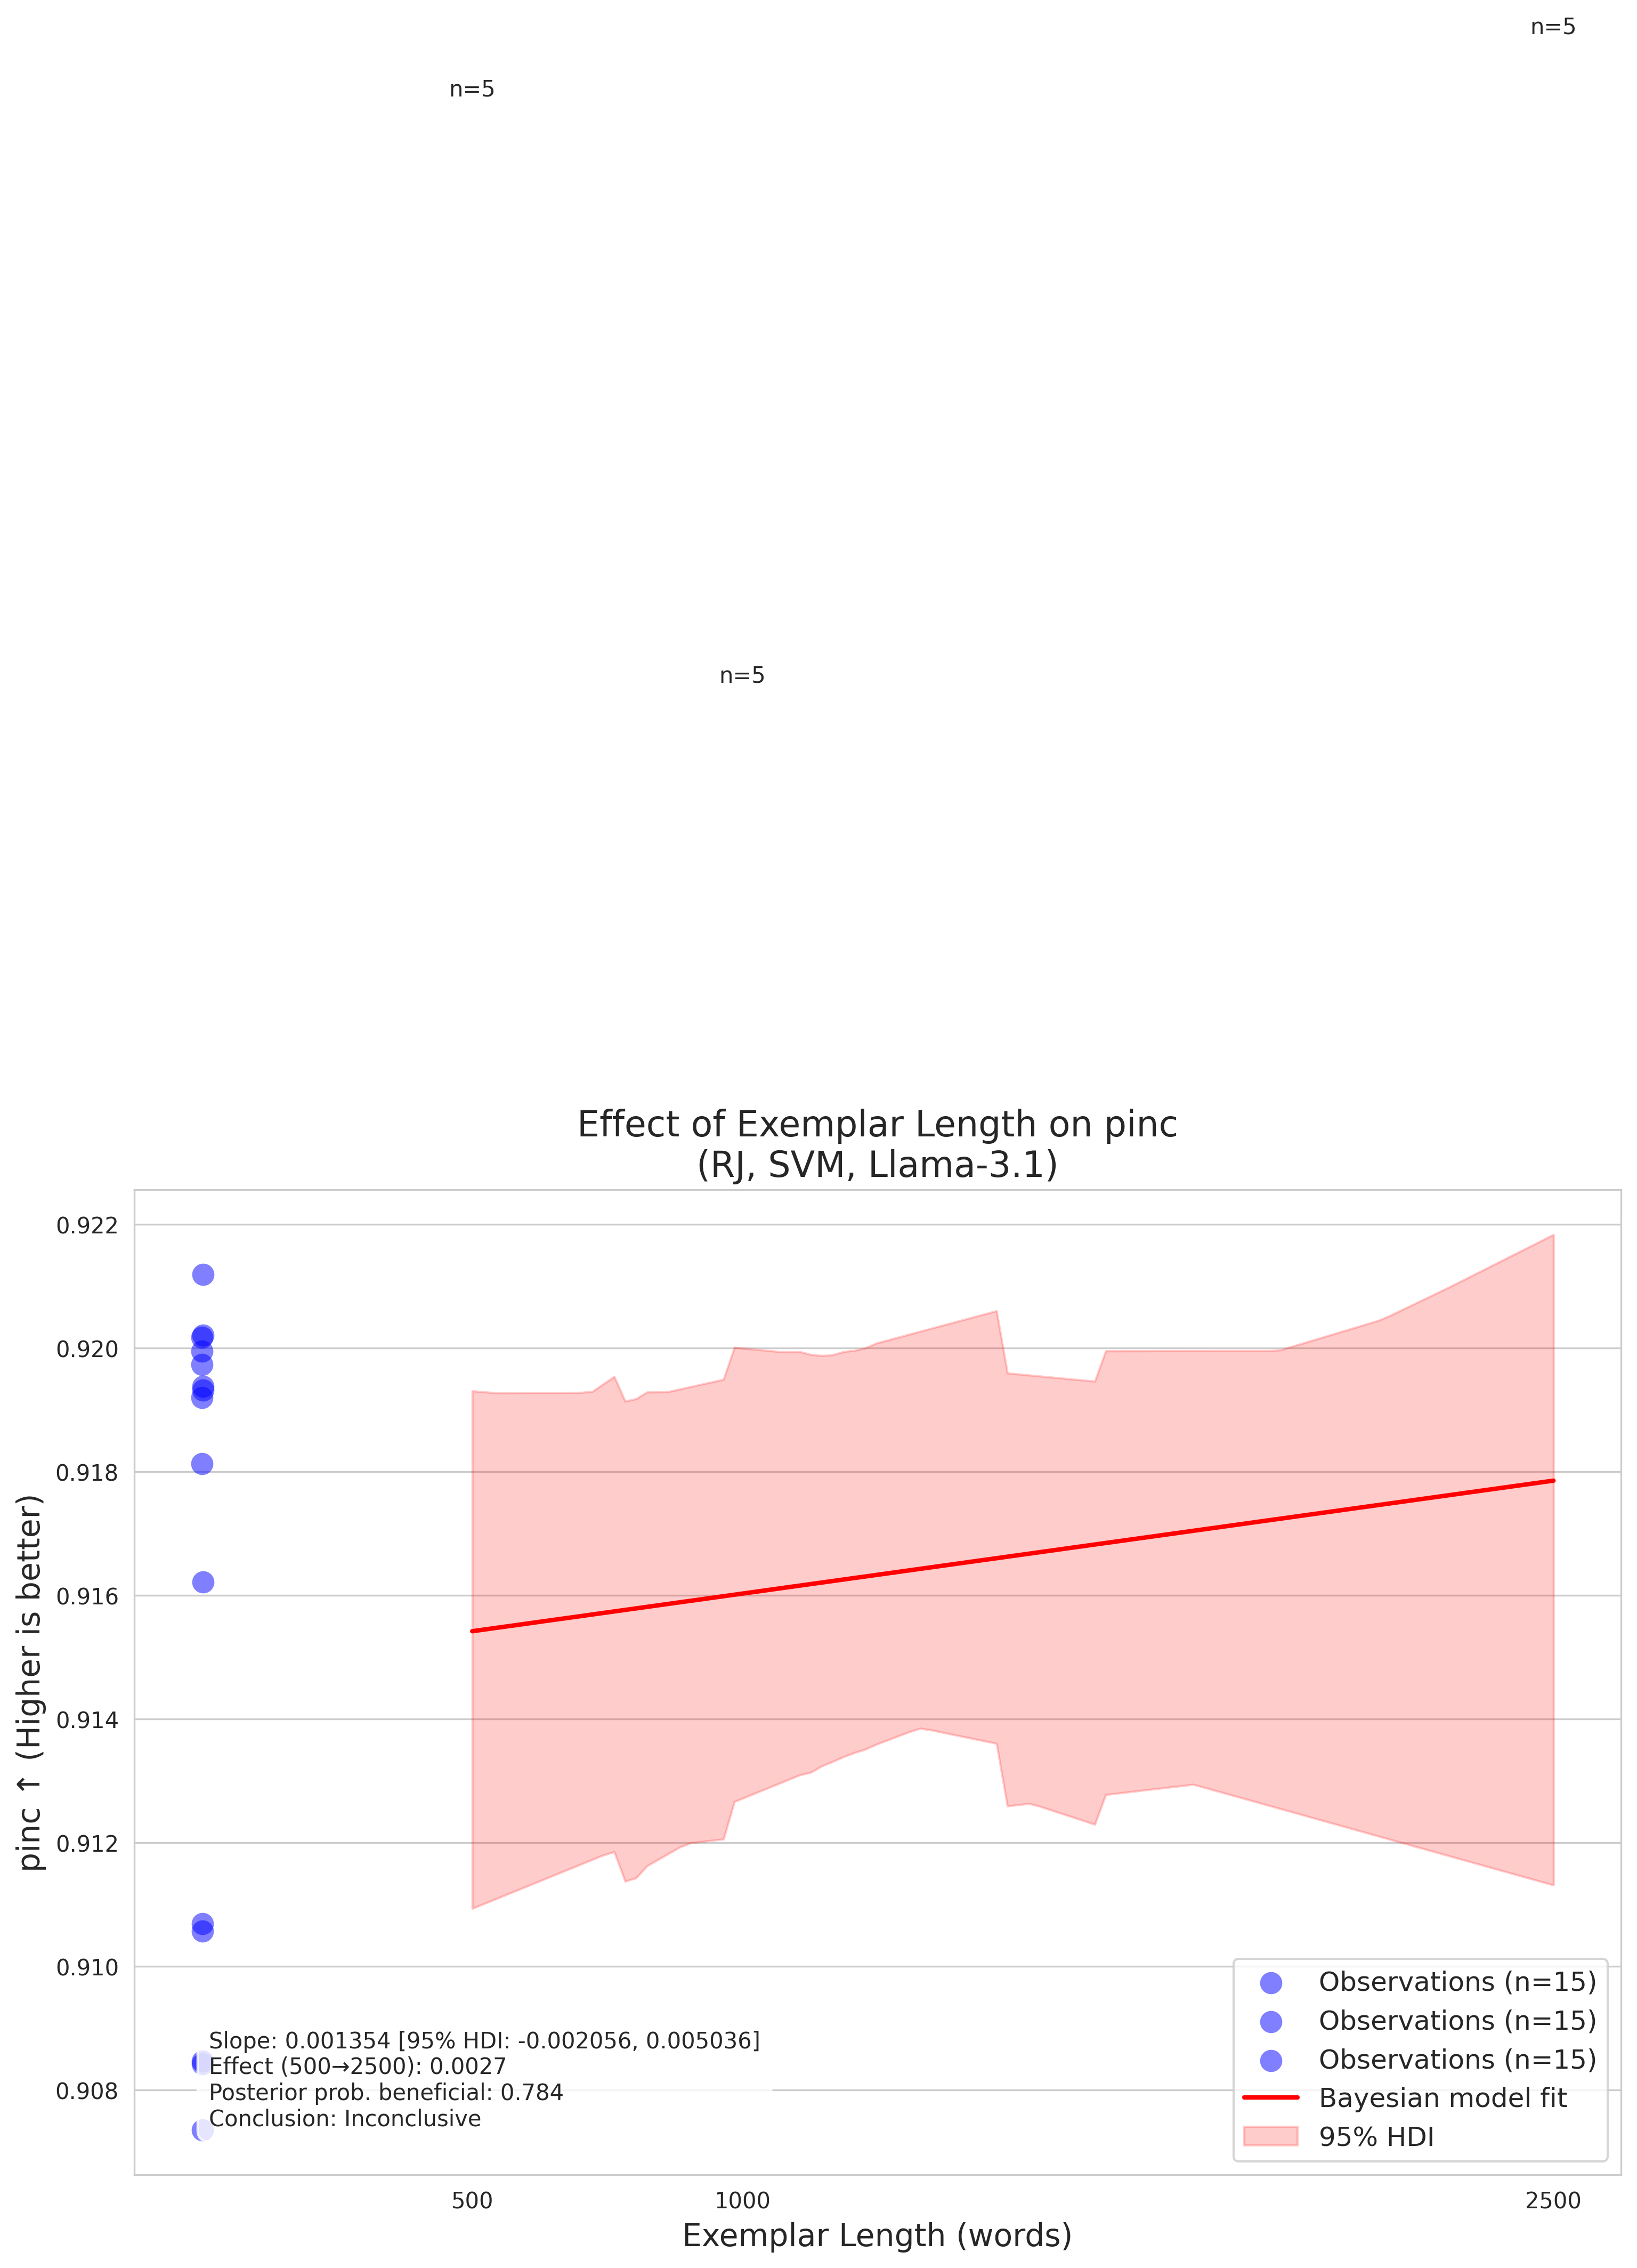 n=5
n=5
n=5
Effect of Exemplar Length on pinc
(RJ, SVM, Llama-3.1)
pinc ↑ (Higher is better)
0.922
0.920
0.918
0.916
0.914
0.912
0.910
0.908
Slope: 0.001354 [95% HDI: -0.002056, 0.005036]
Effect (500→2500): 0.0027
Posterior prob. beneficial: 0.784
Conclusion: Inconclusive
Observations (n=15)
Observations (n=15)
Observations (n=15)
Bayesian model fit
95% HDI
500 1000 2500
Exemplar Length (words)